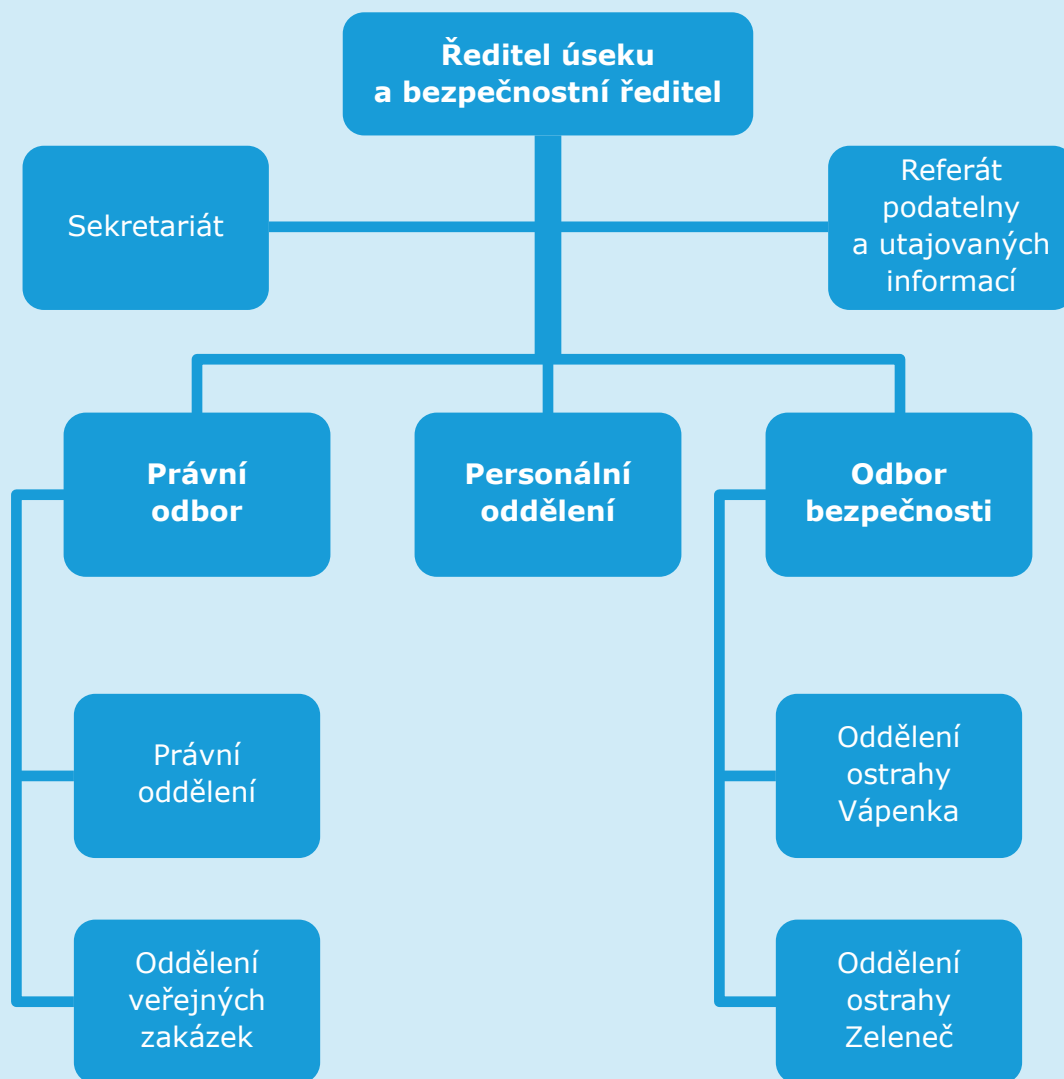 Ředitel úseku
a bezpečnostní ředitel
Sekretariát
Referát
podatelny
a utajovaných
informací
Právní
odbor
Personální
oddělení
Odbor
bezpečnosti
Právní
oddělení
Oddělení
ostrahy
Vápenka
Oddělení
veřejných
zakázek
Oddělení
ostrahy
Zeleneč